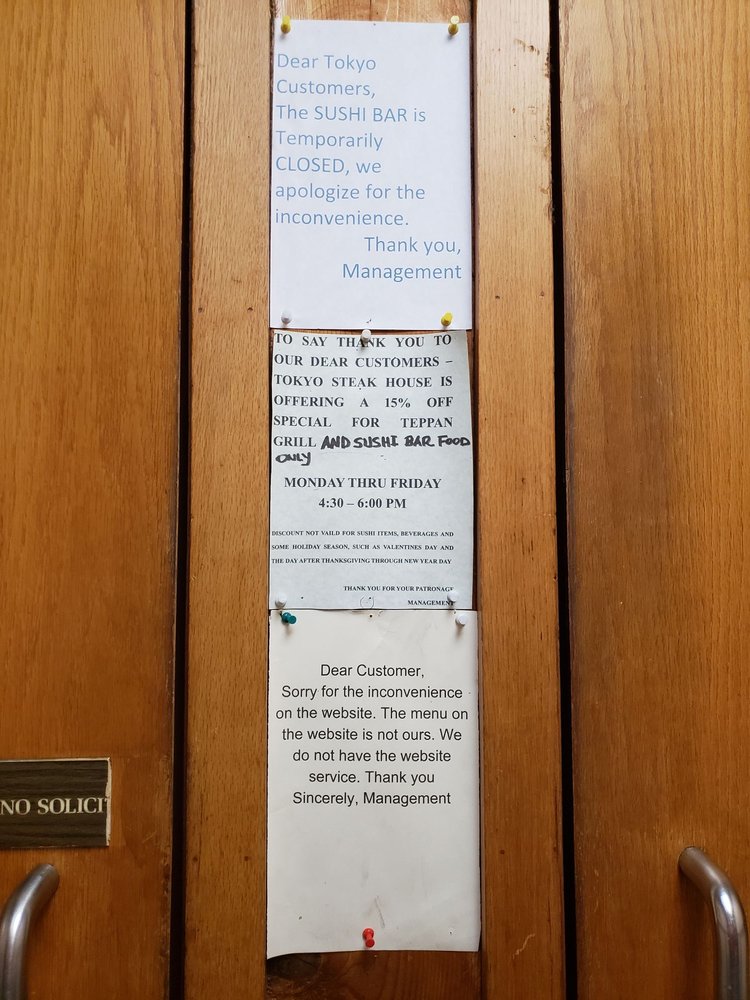 Dear Tokyo
Customers,
The SUSHI BAR is
Temporarily
CLOSED, we
apologize for the
inconvenience.
Thank you,
Management
TO SAY THANK YOU TO
OUR DEAR CUSTOMERS –
TOKYO STEAK HOUSE IS
OFFERING A 15% OFF
SPECIAL FOR TEPPAN
GRILL AND SUSHI BAR FOOD
ONLY
MONDAY THRU FRIDAY
4:30 – 6:00 PM
DISCOUNT NOT VAILD FOR SUSHI ITEMS, BEVERAGES AND
SOME HOLIDAY SEASON, SUCH AS VALENTINES DAY AND
THE DAY AFTER THANKSGIVING THROUGH NEW YEAR DAY
THANK YOU FOR YOUR PATRONAGE
MANAGEMENT
Dear Customer,
Sorry for the inconvenience
on the website. The menu on
the website is not ours. We
do not have the website
service. Thank you
Sincerely, Management
NO SOLICI